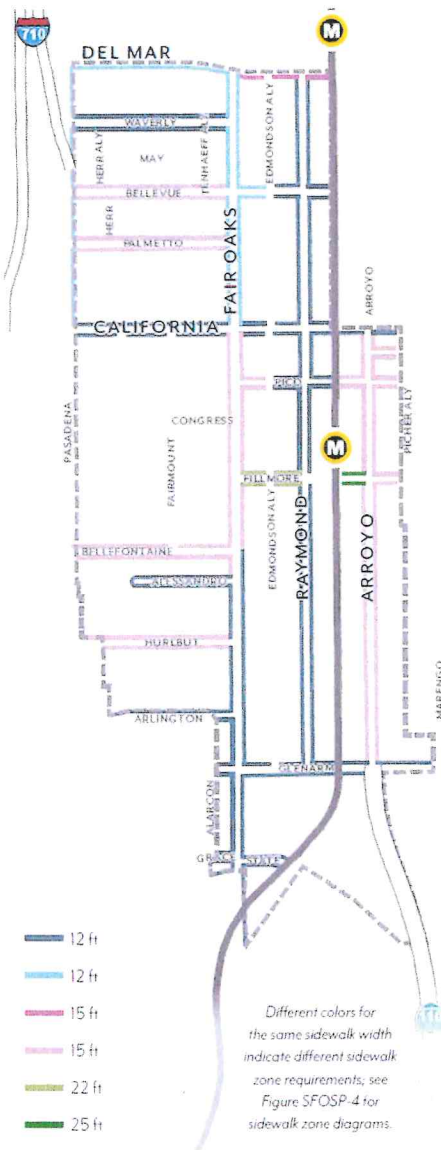 710
M
DEL MAR
WAVERLY
HERR ALY
MAY
TENHAEFF ALY
EDMONDSON ALY
BELLEVUE
HERR
PALMETTO
FAIR OAKS
ARROYO
CALIFORNIA
PICO
PASADENA
CONGRESS
PICHER ALY
FAIRMOUNT
M
FILLMORE
EDMONDSON ALY
RAYMOND
ARROYO
BELLEFONTAINE
ALESSANDRO
HURLBUT
MARENGO
ARLINGTON
GLENARM
ALARCON
GRACE
STATE
12 ft
12 ft
15 ft
15 ft
22 ft
25 ft
Different colors for
the same sidewalk width
indicate different sidewalk
zone requirements; see
Figure SFOSP-4 for
sidewalk zone diagrams.